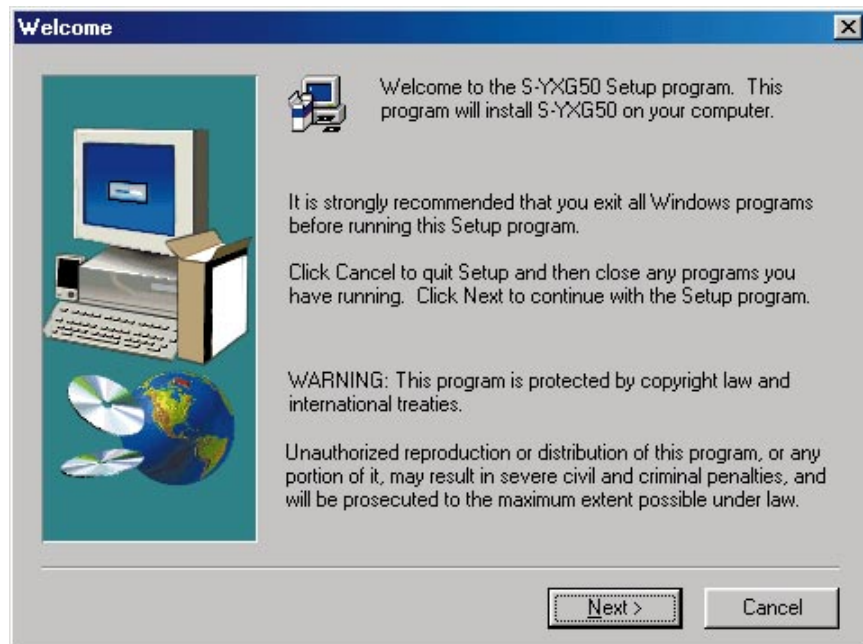 Welcome
Welcome to the S-YXG50 Setup program. This
program will install S-YXG50 on your computer.
It is strongly recommended that you exit all Windows programs
before running this Setup program.
Click Cancel to quit Setup and then close any programs you
have running. Click Next to continue with the Setup program.
WARNING: This program is protected by copyright law and
international treaties.
Unauthorized reproduction or distribution of this program, or any
portion of it, may result in severe civil and criminal penalties, and
will be prosecuted to the maximum extent possible under law.
Next >
Cancel